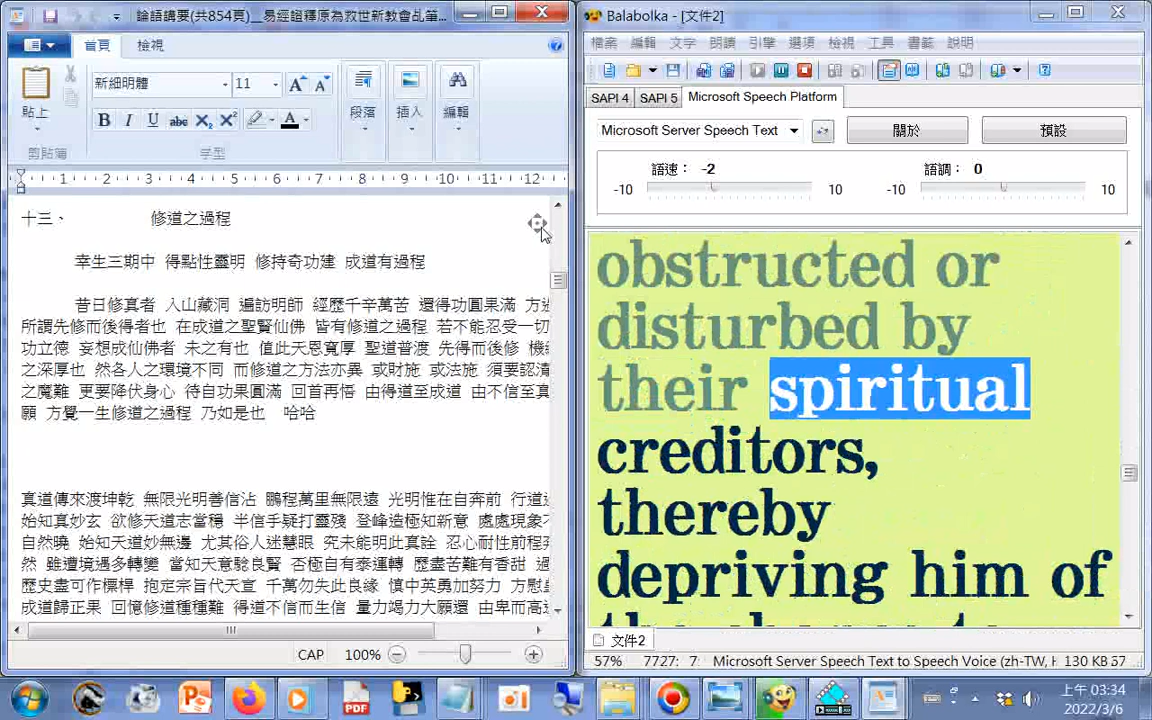 論語講要(共854頁)__易經證釋原為救世新教會乩筆...
首頁 檢視
新細明體 11
貼上
段落 插入 編輯
剪貼簿 字型
1 2 3 4 5 6 7 8 9 10 11 12
十三、 修道之過程
幸生三期中 得點性靈明 修持奇功建 成道有過程
昔日修真者 入山藏洞 遍訪明師 經歷千辛萬苦 還得功圓果滿 方
所謂先修而後得者也 在成道之聖賢仙佛 皆有修道之過程 若不能忍受一切
功立德 妄想成仙佛者 未之有也 值此天恩寬厚 聖道普渡 先得而後修 機
之深厚也 然各人之環境不同 而修道之方法亦異 或財施 或法施 須要認清
之魔難 更要降伏身心 待自功果圓滿 回首再悟 由得道至成道 由不信至真
願 方覺一生修道之過程 乃如是也 哈哈
真道傳來渡坤乾 無限光明善信沾 鵬程萬里無限遠 光明惟在自奔前 行道
始知真妙玄 欲修天道志當穩 半信半疑打靈殘 登峰造極知新意 處處現象
自然曉 始知天道妙無邊 尤其俗人迷慧眼 究未能明此真詮 忍心耐性前程
然 雖遭境遇多轉變 當知天意驗良賢 否極自有泰運轉 歷盡苦難有香甜
歷史盡可作標桿 抱定宗旨代天宣 千萬勿失此良緣 慎中英勇加努力 方慰
成道歸正果 回憶修道種種難 得道不信而生信 量力竭力大願還 由卑而高
CAP 100%
Balabolka - [文件2]
檔案 編輯 文字 朗讀 引擎 選項 檢視 工具 書籤 說明
SAPI 4 SAPI 5 Microsoft Speech Platform
Microsoft Server Speech Text 關於 預設
語速： -2 語調： 0
-10 10 -10 10
obstructed or
disturbed by
their spiritual
creditors,
thereby
depriving him of
文件2
57% 7727: 7: Microsoft Server Speech Text to Speech Voice (zh-TW, 130 KB
上午 03:34
2022/3/6